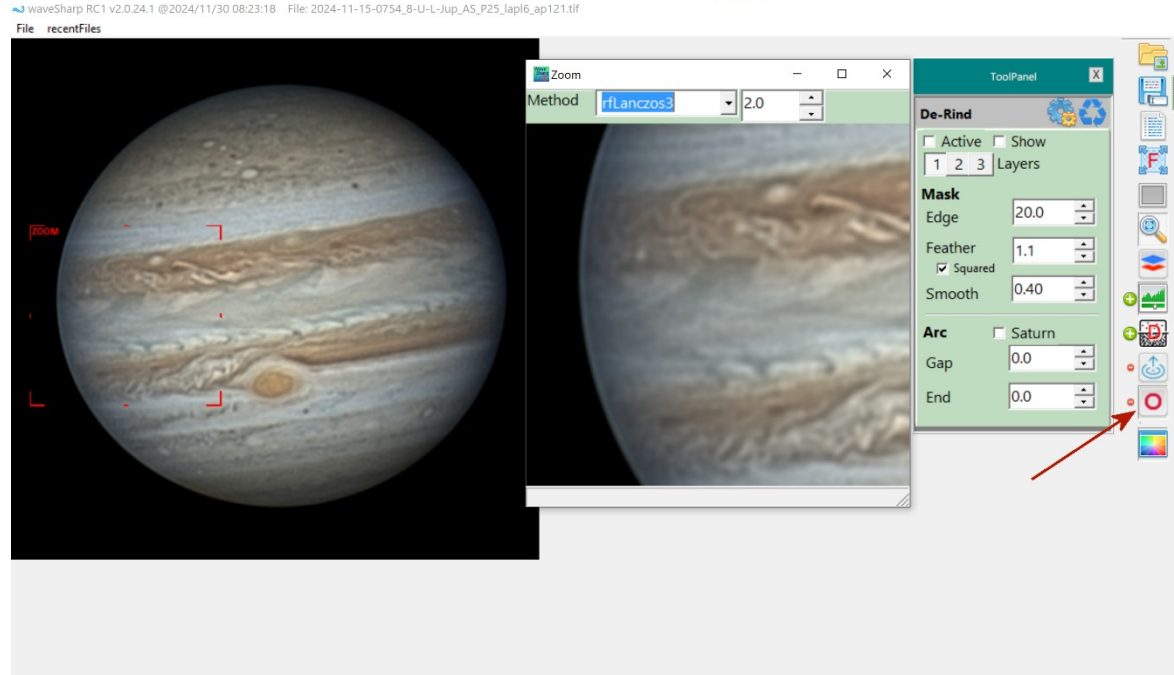 waveSharp RC1 v2.0.24.1 @2024/11/30 08:23:18 File: 2024-11-15-0754_8-U-L-Jup_AS_P25_lapl6_ap121.tif
File recentFiles
ZOOM
Zoom
Method rfLanczos3 2.0
ToolPanel X
De-Rind
Active Show
1 2 3 Layers
Mask
Edge 20.0
Feather 1.1
Squared
Smooth 0.40
Arc Saturn
Gap 0.0
End 0.0
F
D